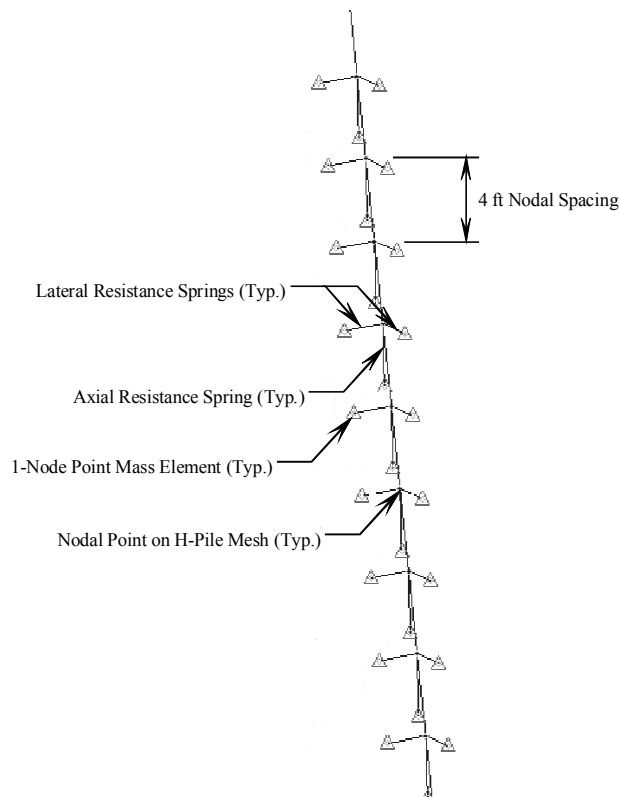 4 ft Nodal Spacing
Lateral Resistance Springs (Typ.)
Axial Resistance Spring (Typ.)
1-Node Point Mass Element (Typ.)
Nodal Point on H-Pile Mesh (Typ.)